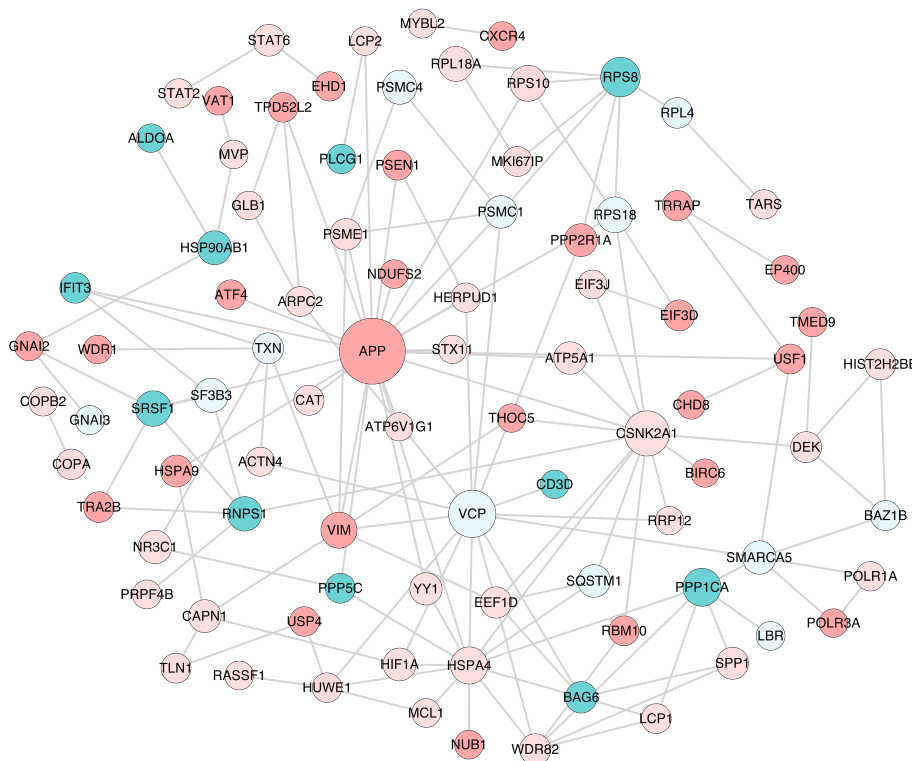 MYBL2
CXCR4
STAT6
LCP2
RPL18A
RPS10
RPS8
STAT2
VAT1
EHD1
TPD52L2
PSMC4
RPL4
ALDOA
MVP
PLCG1
PSEN1
MKI67IP
GLB1
PSME1
PSMC1
RPS18
TRRAP
TARS
HSP90AB1
PPP2R1A
EP400
IFIT3
ATF4
ARPC2
NDUFS2
HERPUD1
EIF3J
EIF3D
TMED9
GNAI2
WDR1
TXN
APP
STX11
ATP5A1
USF1
HIST2H2BE
COPB2
GNAI3
SRSF1
SF3B3
CAT
ATP6V1G1
THOC5
CSNK2A1
CHD8
DEK
COPA
HSPA9
ACTN4
CD3D
BIRC6
TRA2B
RNPS1
VIM
VCP
RRP12
BAZ1B
NR3C1
SMARCA5
PRPF4B
PPP5C
YY1
EEF1D
SQSTM1
PPP1CA
POLR1A
CAPN1
USP4
RBM10
LBR
POLR3A
TLN1
RASSF1
HUWE1
HIF1A
HSPA4
SPP1
MCL1
BAG6
LCP1
NUB1
WDR82